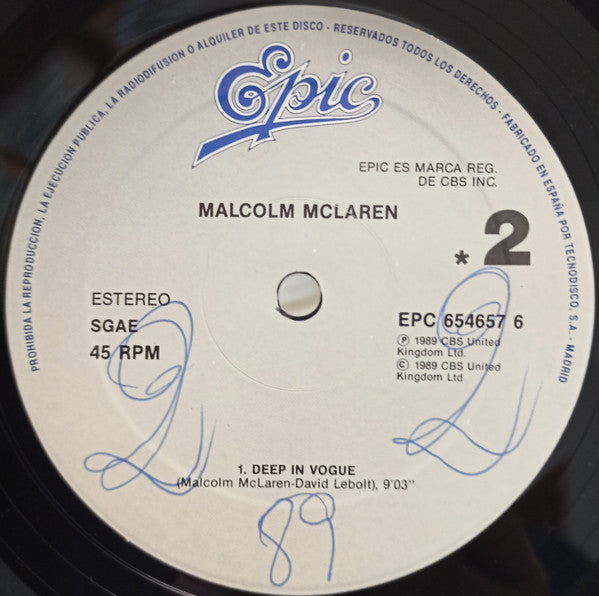 PROHIBIDA LA REPRODUCCION, LA EJECUCION PUBLICA, LA RADIODIFUSION O ALQUILER DE ESTE DISCO - RESERVADOS TODOS LOS DERECHOS - FABRICADO EN ESPAÑA POR TECNODISCO, S.A. - MADRID
Epic
EPIC ES MARCA REG.
DE CBS INC.
MALCOLM MCLAREN
* 2
ESTEREO
SGAE
45 RPM
EPC 654657 6
Ⓟ 1989 CBS United
Kingdom Ltd.
© 1989 CBS United
Kingdom Ltd
2
2
1. DEEP IN VOGUE
(Malcolm McLaren-David Lebolt), 9'03"
89